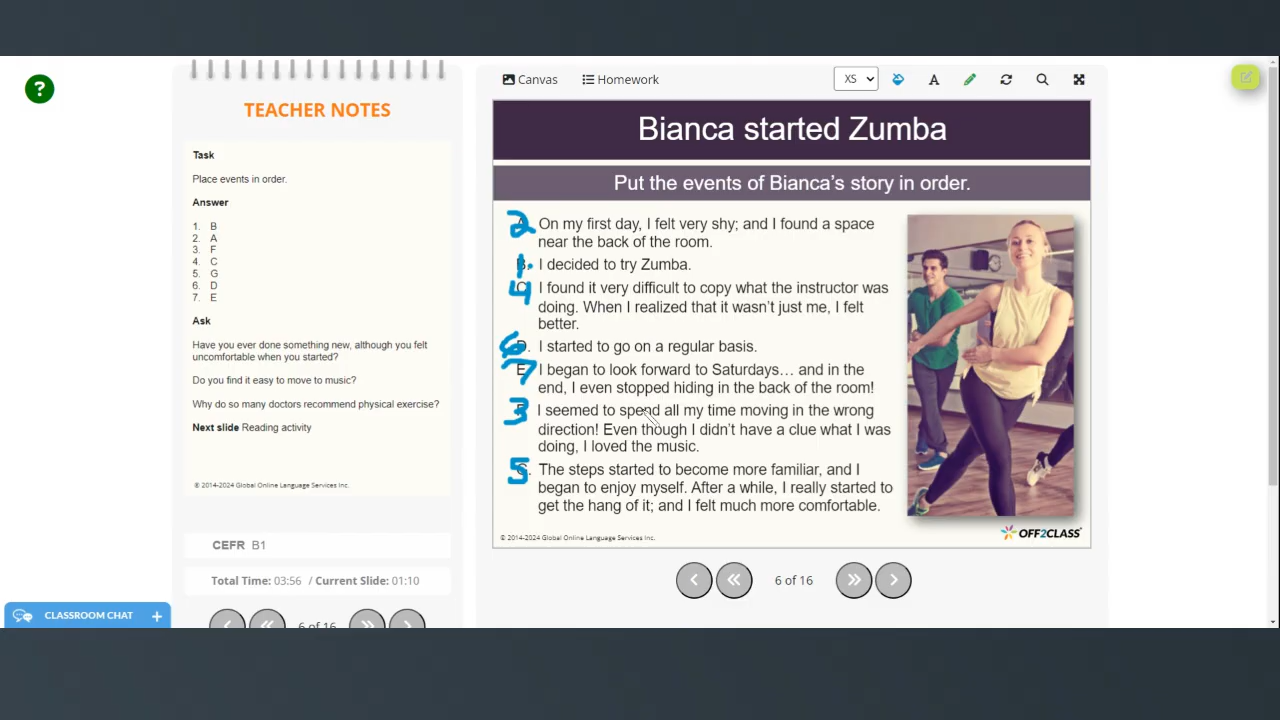 ?
TEACHER NOTES
Task
Place events in order.
Answer
1. B
2. A
3. F
4. C
5. G
6. D
7. E
Ask
Have you ever done something new, although you felt
uncomfortable when you started?
Do you find it easy to move to music?
Why do so many doctors recommend physical exercise?
Next slide Reading activity
© 2014-2024 Global Online Language Services Inc.
CEFR B1
Total Time: 03:56 / Current Slide: 01:10
6 of 16
CLASSROOM CHAT +
Canvas Homework XS A
Bianca started Zumba
Put the events of Bianca's story in order.
2 On my first day, I felt very shy; and I found a space
near the back of the room.
1. I decided to try Zumba.
4 I found it very difficult to copy what the instructor was
doing. When I realized that it wasn't just me, I felt
better.
6 D. I started to go on a regular basis.
7 E. I began to look forward to Saturdays... and in the
end, I even stopped hiding in the back of the room!
3 I seemed to spend all my time moving in the wrong
direction! Even though I didn't have a clue what I was
doing, I loved the music.
5 The steps started to become more familiar, and I
began to enjoy myself. After a while, I really started to
get the hang of it; and I felt much more comfortable.
© 2014-2024 Global Online Language Services Inc.
OFF2CLASS
6 of 16